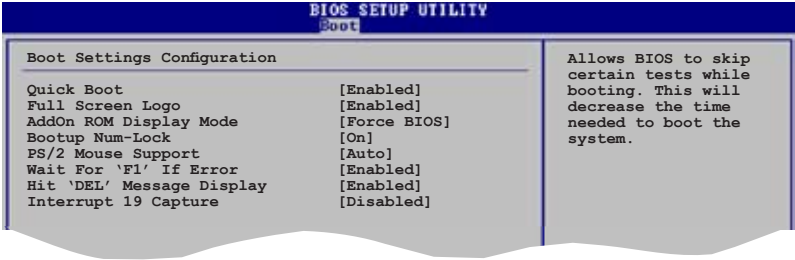 BIOS SETUP UTILITY
Boot
Boot Settings Configuration
Quick Boot [Enabled]
Full Screen Logo [Enabled]
AddOn ROM Display Mode [Force BIOS]
Bootup Num-Lock [On]
PS/2 Mouse Support [Auto]
Wait For ‘F1’ If Error [Enabled]
Hit ‘DEL’ Message Display [Enabled]
Interrupt 19 Capture [Disabled]
Allows BIOS to skip
certain tests while
booting. This will
decrease the time
needed to boot the
system.